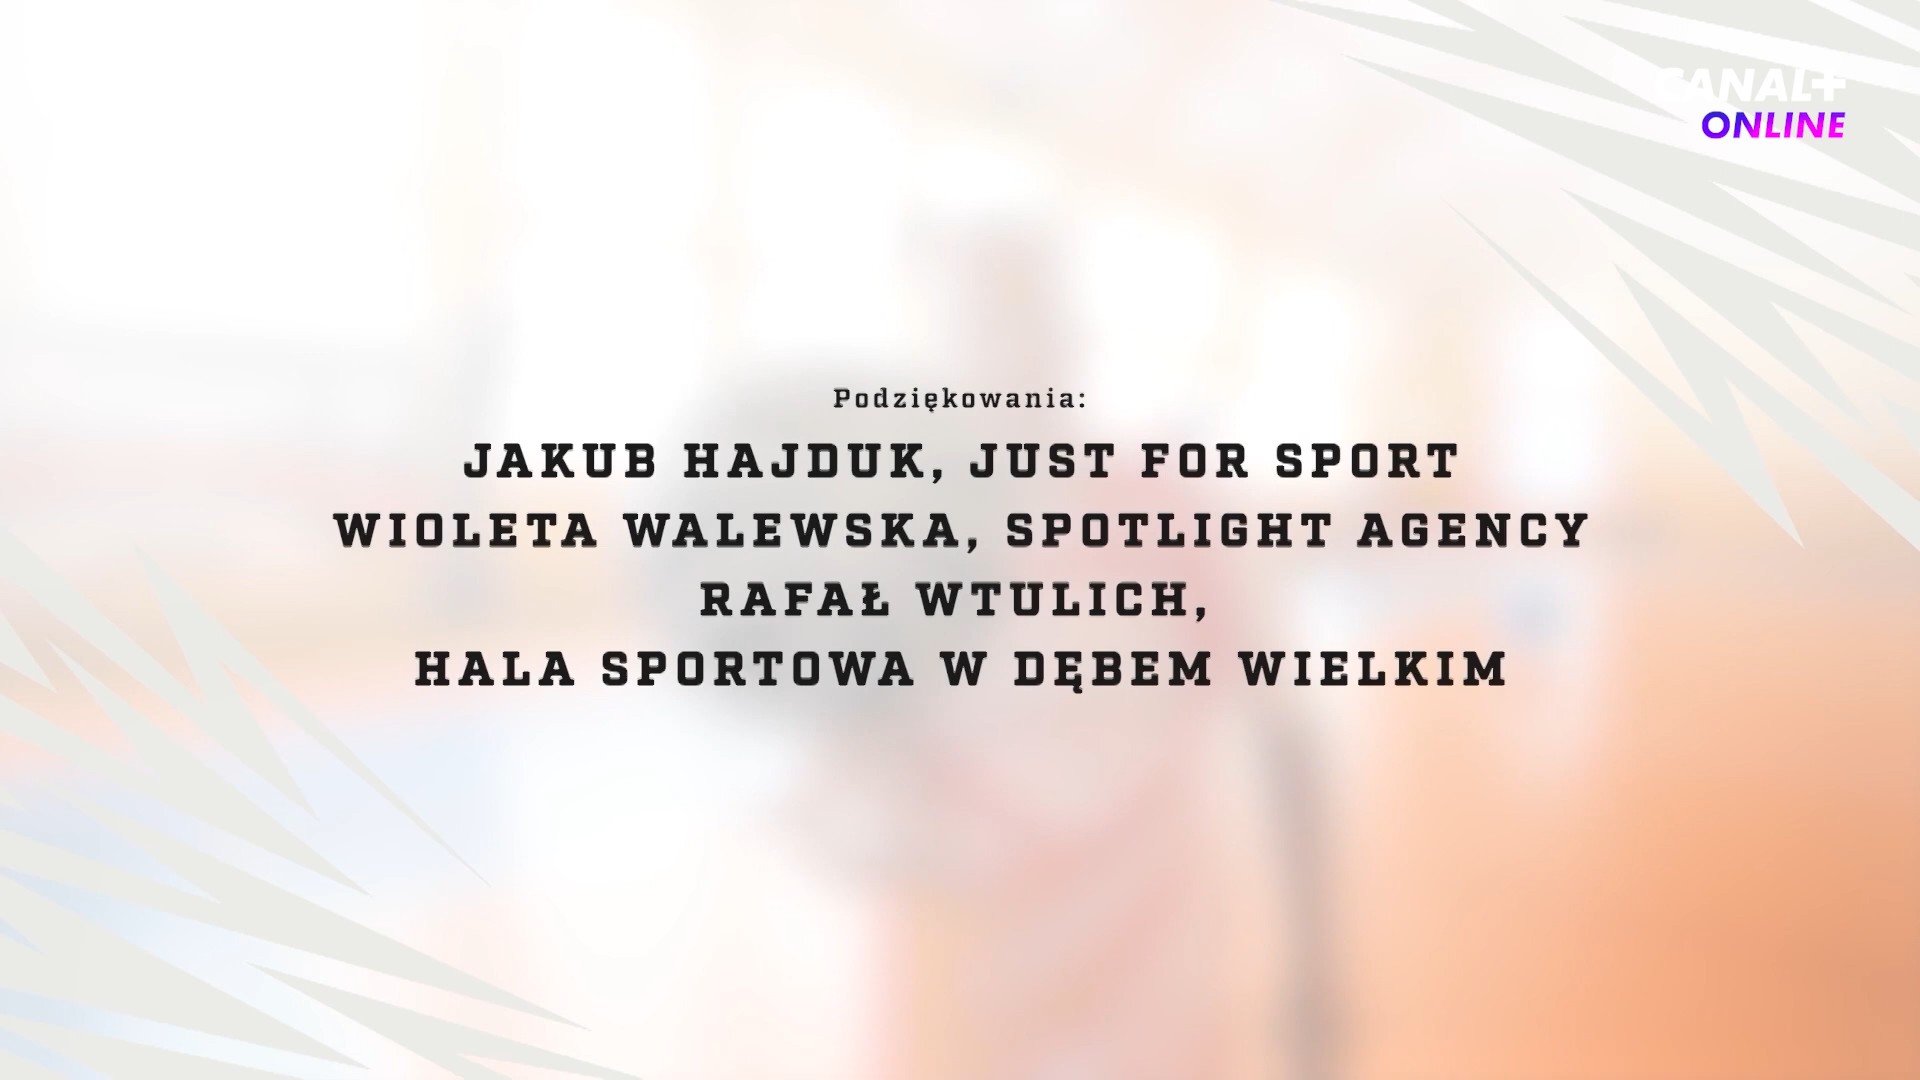 CANAL+
ONLINE
Podziękowania:
JAKUB HAJDUK, JUST FOR SPORT
WIOLETA WALEWSKA, SPOTLIGHT AGENCY
RAFAŁ WTULICH,
HALA SPORTOWA W DĘBEM WIELKIM